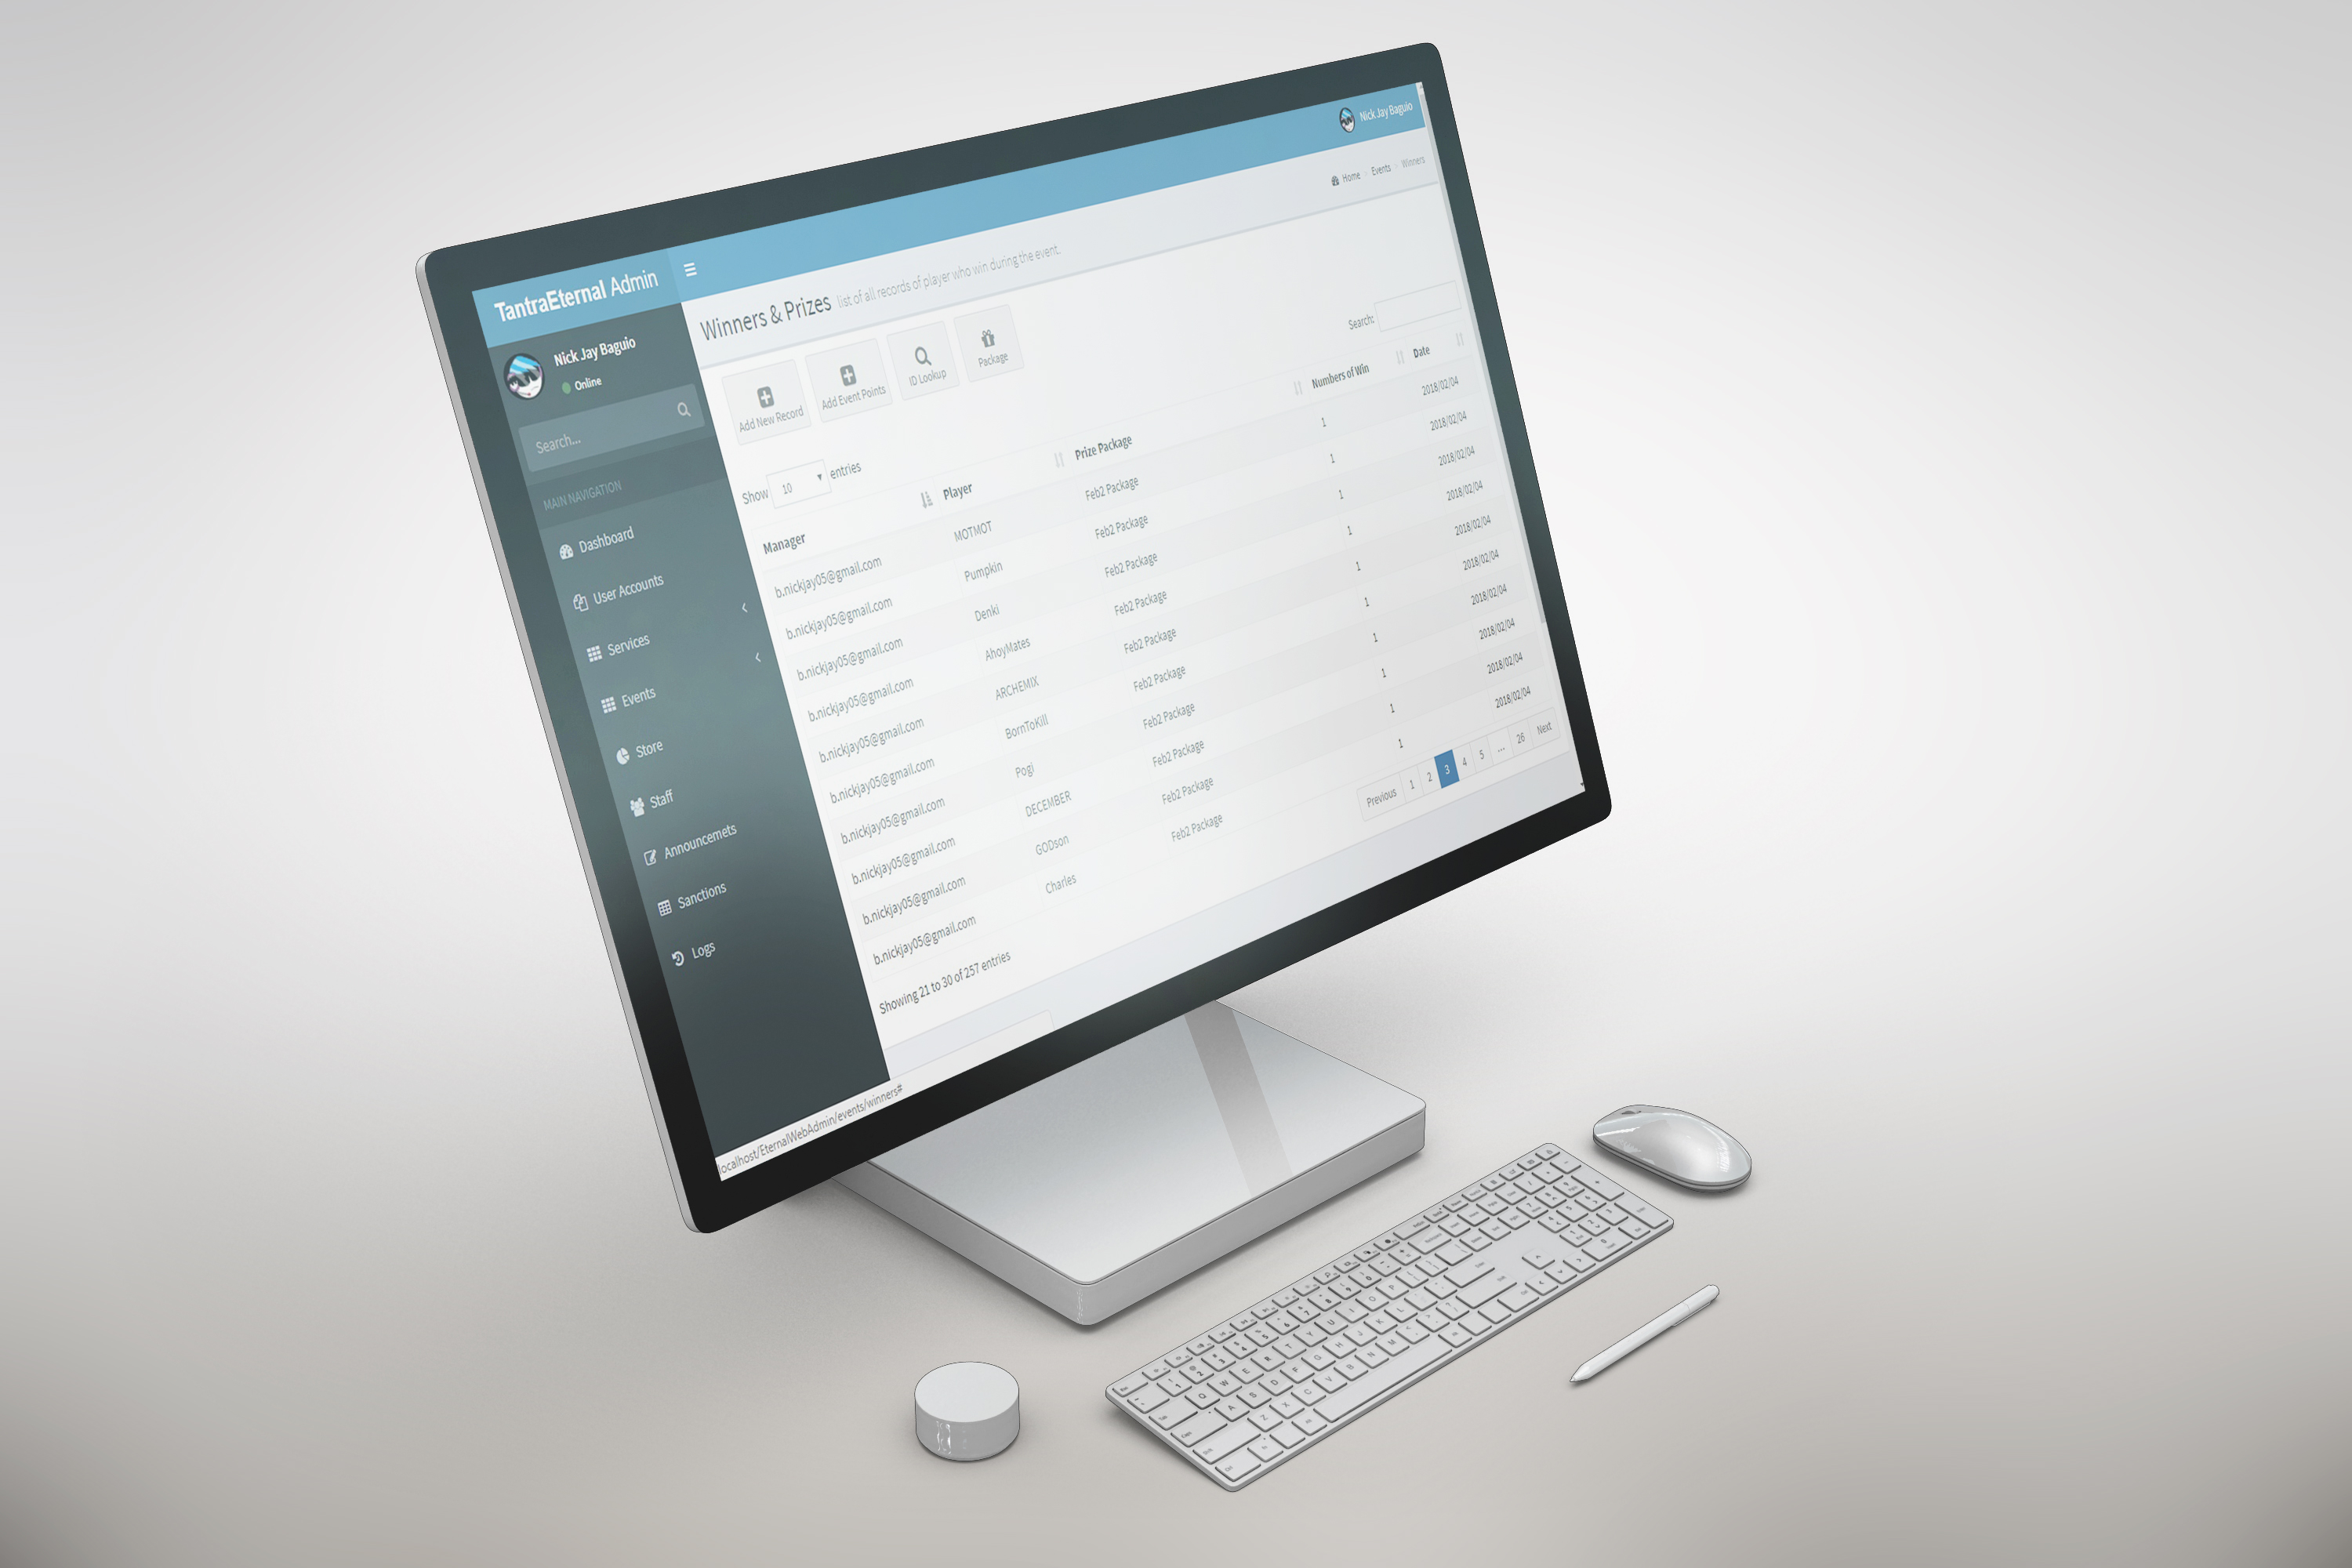 TantraEternal Admin
Nick Jay Baguio
Home
Events
Winners
Nick Jay Baguio
Online
Search...
MAIN NAVIGATION
Dashboard
User Accounts
Services
Events
Store
Staff
Announcemets
Sanctions
Logs
Winners & Prizes list of all records of player who win during the event.
Add New Record
Add Event Points
ID Lookup
Package
Show 10 entries
Search:
Manager Player Prize Package Numbers of Win Date
b.nickjay05@gmail.com MOTMOT Feb2 Package 1 2018/02/04
b.nickjay05@gmail.com Pumpkin Feb2 Package 1 2018/02/04
b.nickjay05@gmail.com Denki Feb2 Package 1 2018/02/04
b.nickjay05@gmail.com AhoyMates Feb2 Package 1 2018/02/04
b.nickjay05@gmail.com ARCHEMIX Feb2 Package 1 2018/02/04
b.nickjay05@gmail.com BornToKill Feb2 Package 1 2018/02/04
b.nickjay05@gmail.com Pogi Feb2 Package 1 2018/02/04
b.nickjay05@gmail.com DECEMBER Feb2 Package 1 2018/02/04
b.nickjay05@gmail.com GODson Feb2 Package 1 2018/02/04
b.nickjay05@gmail.com Charles Feb2 Package 1 2018/02/04
Showing 21 to 30 of 257 entries
Previous 1 2 3 4 5 ... 26 Next
localhost/EternalWebAdmin/events/winners#